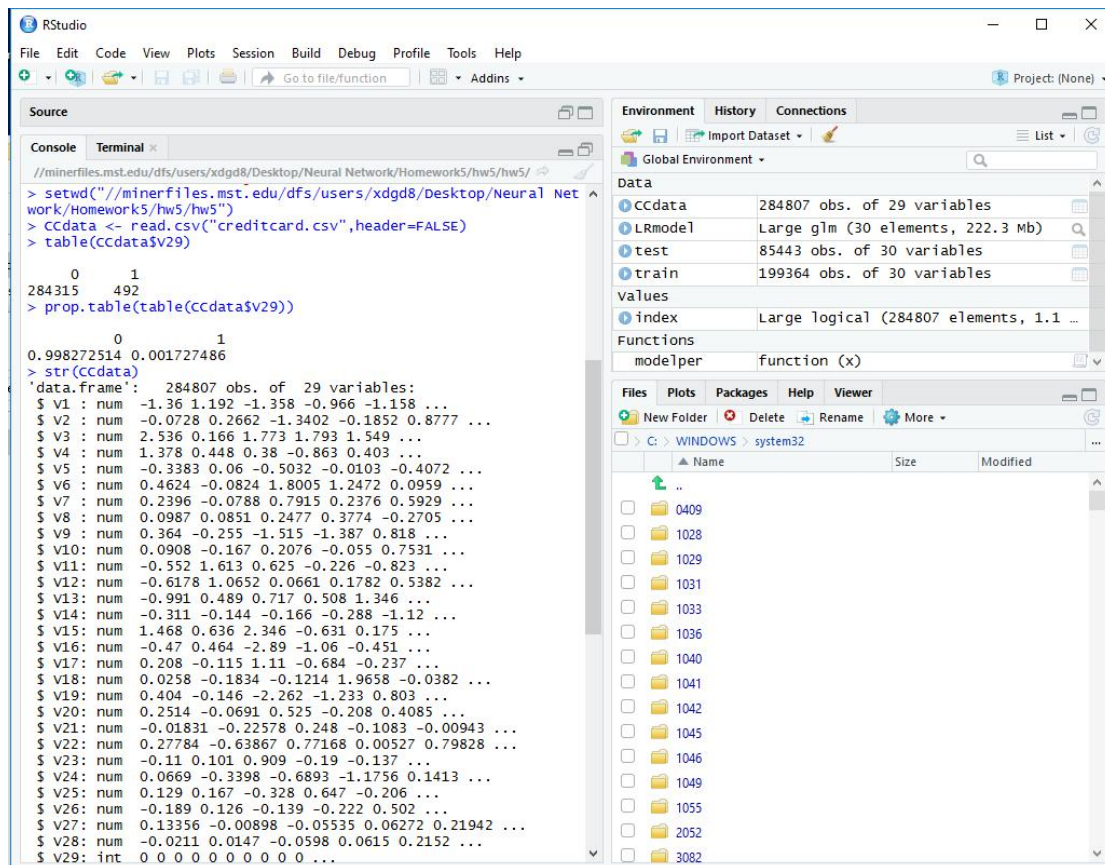 RStudio
File Edit Code View Plots Session Build Debug Profile Tools Help
Go to file/function Addins Project: (None)
Source
Console Terminal
//minerfiles.mst.edu/dfs/users/xdgd8/Desktop/Neural Network/Homework5/hw5/hw5/
> setwd("//minerfiles.mst.edu/dfs/users/xdgd8/Desktop/Neural Net
work/Homework5/hw5/hw5")
> CCdata <- read.csv("creditcard.csv",header=FALSE)
> table(CCdata$V29)
0 1
284315 492
> prop.table(table(CCdata$V29))
0 1
0.998272514 0.001727486
> str(CCdata)
'data.frame': 284807 obs. of 29 variables:
$ V1 : num -1.36 1.192 -1.358 -0.966 -1.158 ...
$ V2 : num -0.0728 0.2662 -1.3402 -0.1852 0.8777 ...
$ V3 : num 2.536 0.166 1.773 1.793 1.549 ...
$ V4 : num 1.378 0.448 0.38 -0.863 0.403 ...
$ V5 : num -0.3383 0.06 -0.5032 -0.0103 -0.4072 ...
$ V6 : num 0.4624 -0.0824 1.8005 1.2472 0.0959 ...
$ V7 : num 0.2396 -0.0788 0.7915 0.2376 0.5929 ...
$ V8 : num 0.0987 0.0851 0.2477 0.3774 -0.2705 ...
$ V9 : num 0.364 -0.255 -1.515 -1.387 0.818 ...
$ V10: num 0.0908 -0.167 0.2076 -0.055 0.7531 ...
$ V11: num -0.552 1.613 0.625 -0.226 -0.823 ...
$ V12: num -0.6178 1.0652 0.0661 0.1782 0.5382 ...
$ V13: num -0.991 0.489 0.717 0.508 1.346 ...
$ V14: num -0.311 -0.144 -0.166 -0.288 -1.12 ...
$ V15: num 1.468 0.636 2.346 -0.631 0.175 ...
$ V16: num -0.47 0.464 -2.89 -1.06 -0.451 ...
$ V17: num 0.208 -0.115 1.11 -0.684 -0.237 ...
$ V18: num 0.0258 -0.1834 -0.1214 1.9658 -0.0382 ...
$ V19: num 0.404 -0.146 -2.262 -1.233 0.803 ...
$ V20: num 0.2514 -0.0691 0.525 -0.208 0.4085 ...
$ V21: num -0.01831 -0.22578 0.248 -0.1083 -0.00943 ...
$ V22: num 0.27784 -0.63867 0.77168 0.00527 0.79828 ...
$ V23: num -0.11 0.101 0.909 -0.19 -0.137 ...
$ V24: num 0.0669 -0.3398 -0.6893 -1.1756 0.1413 ...
$ V25: num 0.129 0.167 -0.328 0.647 -0.206 ...
$ V26: num -0.189 0.126 -0.139 -0.222 0.502 ...
$ V27: num 0.13356 -0.00898 -0.05535 0.06272 0.21942 ...
$ V28: num -0.0211 0.0147 -0.0598 0.0615 0.2152 ...
$ V29: int 0 0 0 0 0 0 0 0 0 0 ...
Environment History Connections
Import Dataset List
Global Environment
Data
CCdata 284807 obs. of 29 variables
LRmodel Large glm (30 elements, 222.3 Mb)
test 85443 obs. of 30 variables
train 199364 obs. of 30 variables
Values
index Large logical (284807 elements, 1.1 …
Functions
modelper function (x)
Files Plots Packages Help Viewer
New Folder Delete Rename More
C: > WINDOWS > system32 ...
Name Size Modified
..
0409
1028
1029
1031
1033
1036
1040
1041
1042
1045
1046
1049
1055
2052
3082